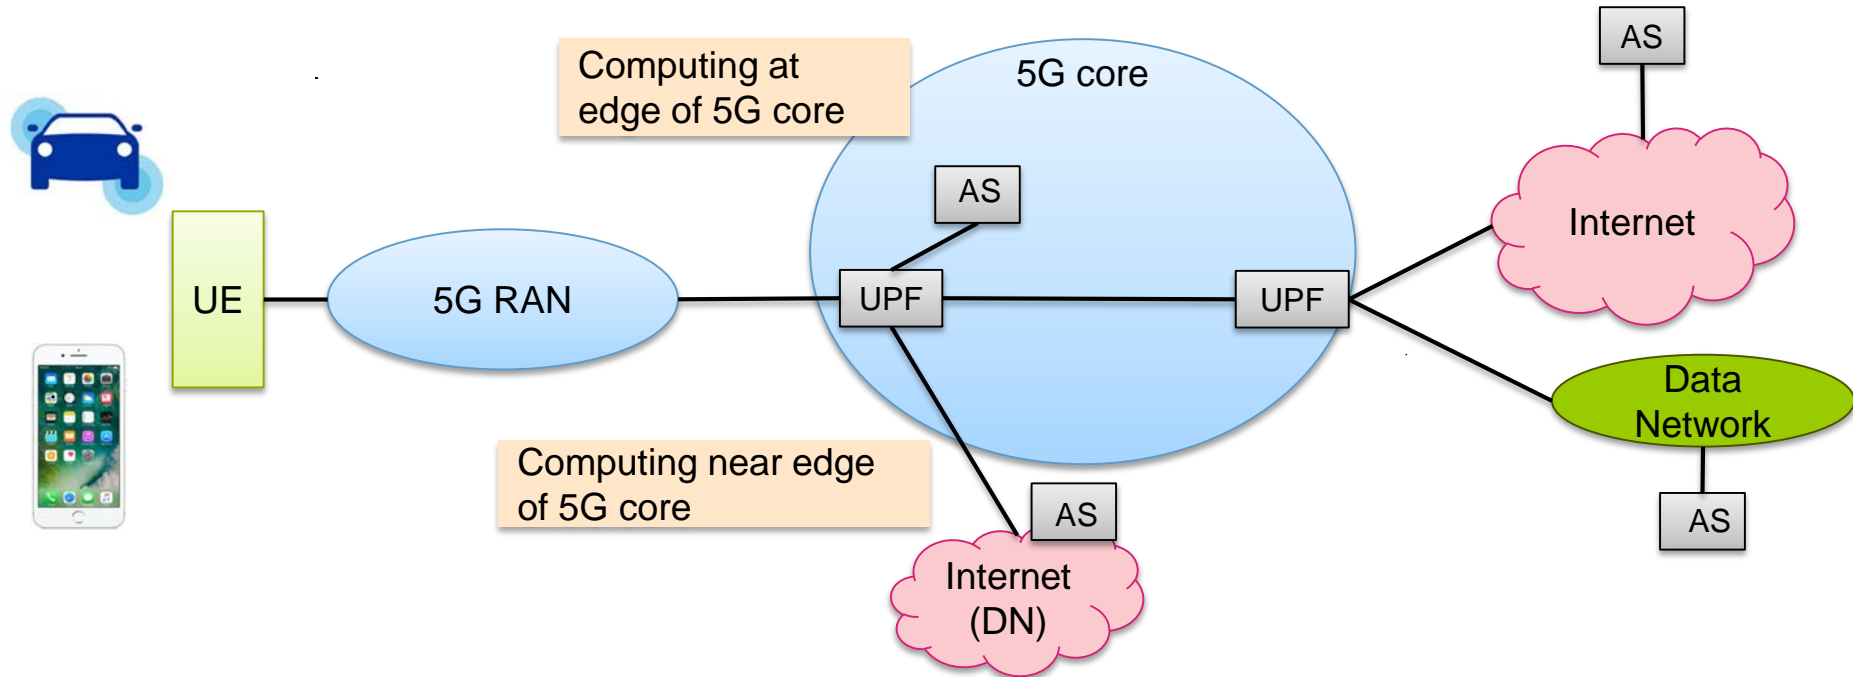 Computing at
edge of 5G core
5G core
AS
AS
Internet
UE
5G RAN
UPF
UPF
Data
Network
AS
Computing near edge
of 5G core
AS
Internet
(DN)